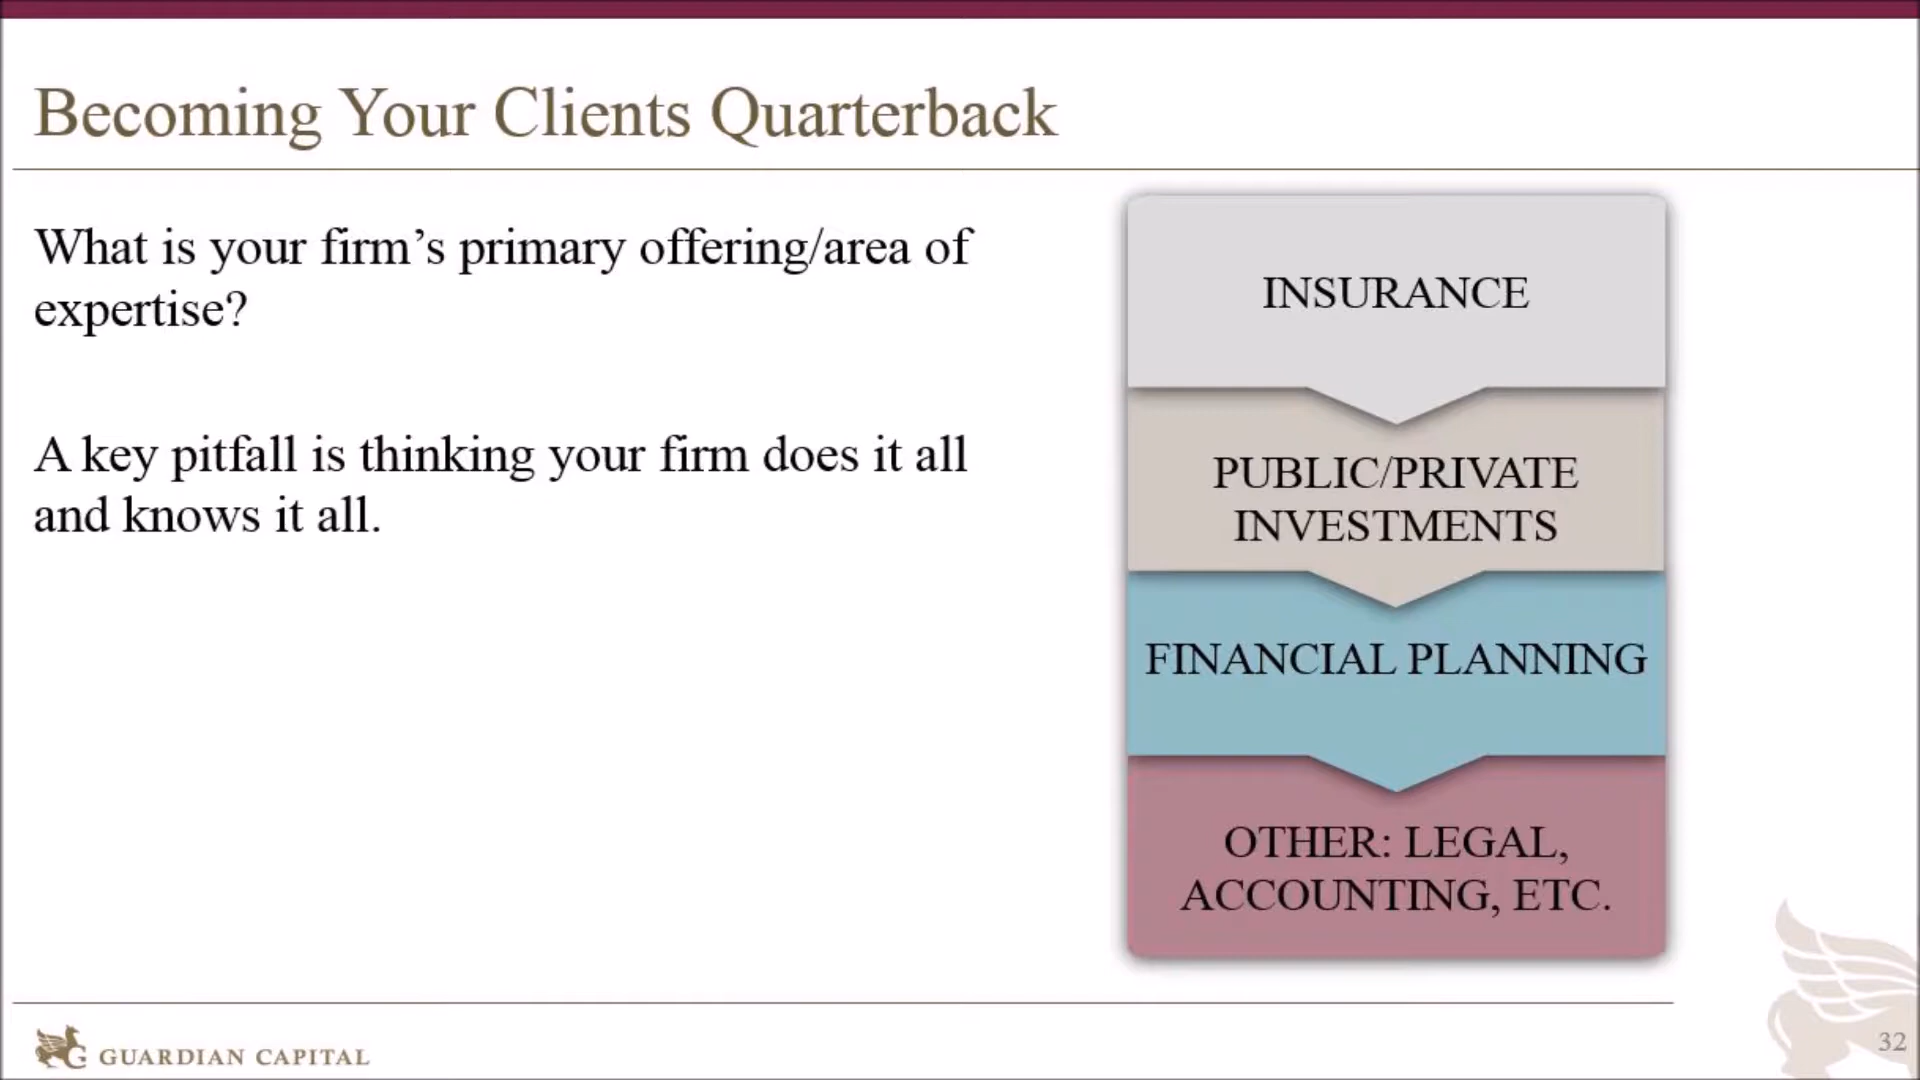 Becoming Your Clients Quarterback
What is your firm’s primary offering/area of
expertise?
A key pitfall is thinking your firm does it all
and knows it all.
INSURANCE
PUBLIC/PRIVATE
INVESTMENTS
FINANCIAL PLANNING
OTHER: LEGAL,
ACCOUNTING, ETC.
GUARDIAN CAPITAL
32